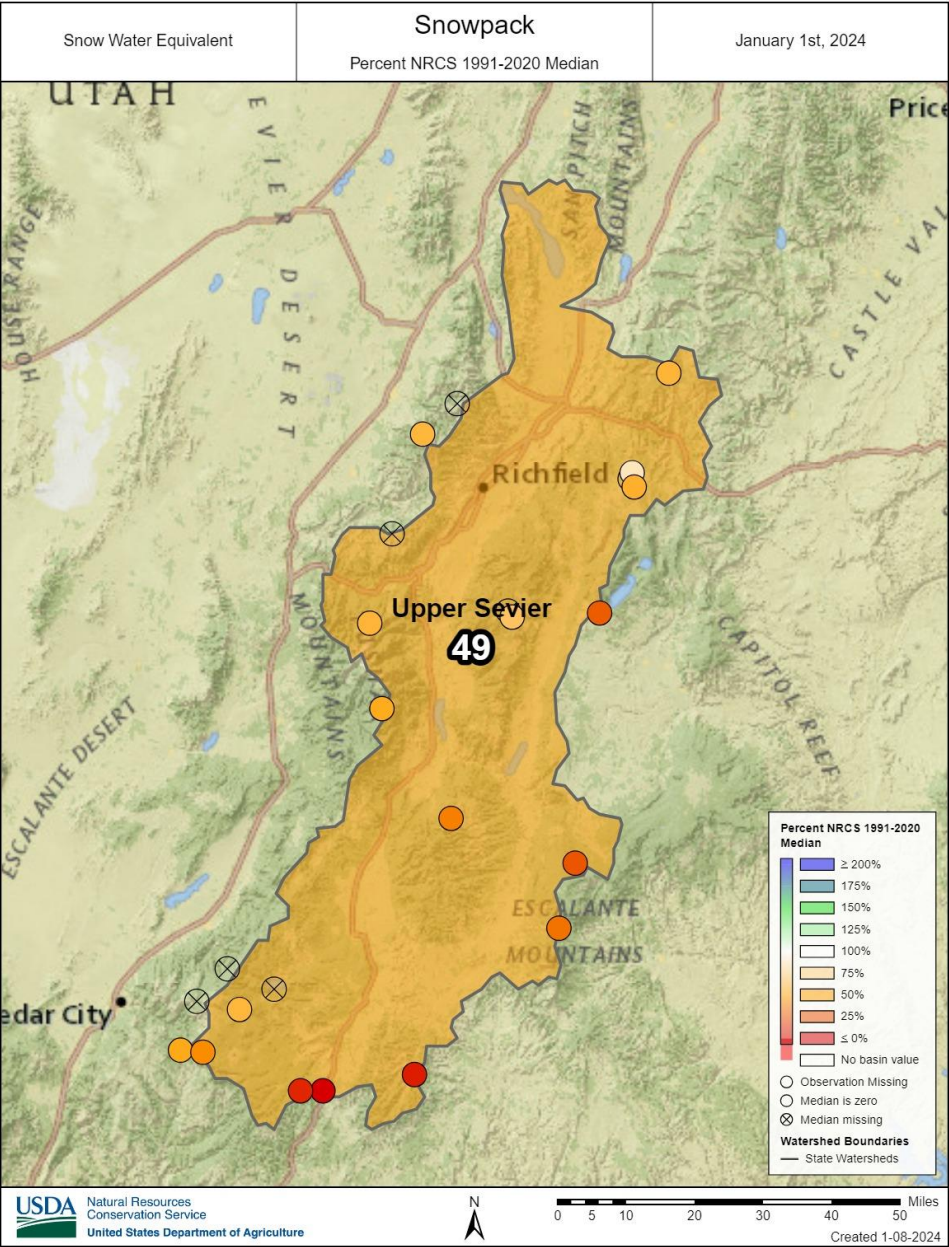 Snow Water Equivalent
Snowpack
Percent NRCS 1991-2020 Median
January 1st, 2024
UTAH
EVIER DESERT
SAN PITCH
MOUNTAINS
Price
HOUSE RANGE
CASTLE VAL
Richfield
Upper Sevier
49
MOUNTAINS
CAPITOL REEF
ESCALANTE DESERT
ESCALANTE
MOUNTAINS
edar City
Percent NRCS 1991-2020
Median
≥ 200%
175%
150%
125%
100%
75%
50%
25%
≤ 0%
No basin value
Observation Missing
Median is zero
Median missing
Watershed Boundaries
State Watersheds
USDA
Natural Resources
Conservation Service
United States Department of Agriculture
N
Miles
0 5 10 20 30 40 50
Created 1-08-2024